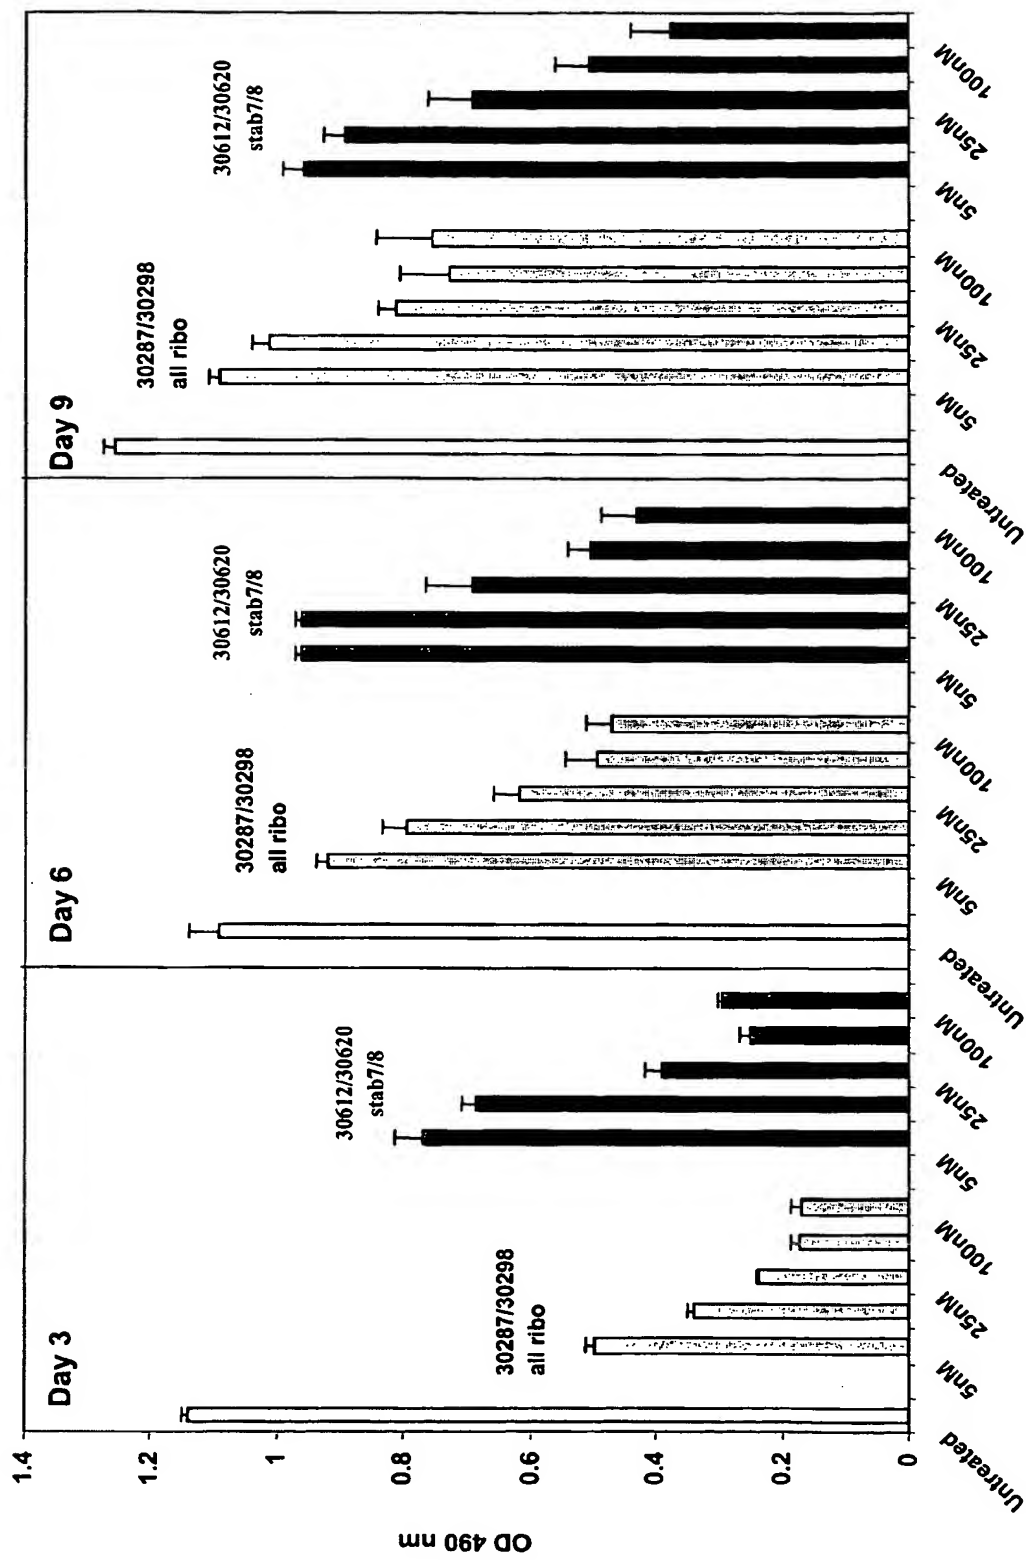 Day 3
Day 6
Day 9
30287/30298
all ribo
30612/30620
stab7/8
30287/30298
all ribo
30612/30620
stab7/8
30287/30298
all ribo
30612/30620
stab7/8
OD 490 nm
1.4
1.2
1
0.8
0.6
0.4
0.2
0
Untreated
5nM
25nM
100nM
5nM
25nM
100nM
Untreated
5nM
25nM
100nM
5nM
25nM
100nM
Untreated
5nM
25nM
100nM
5nM
25nM
100nM